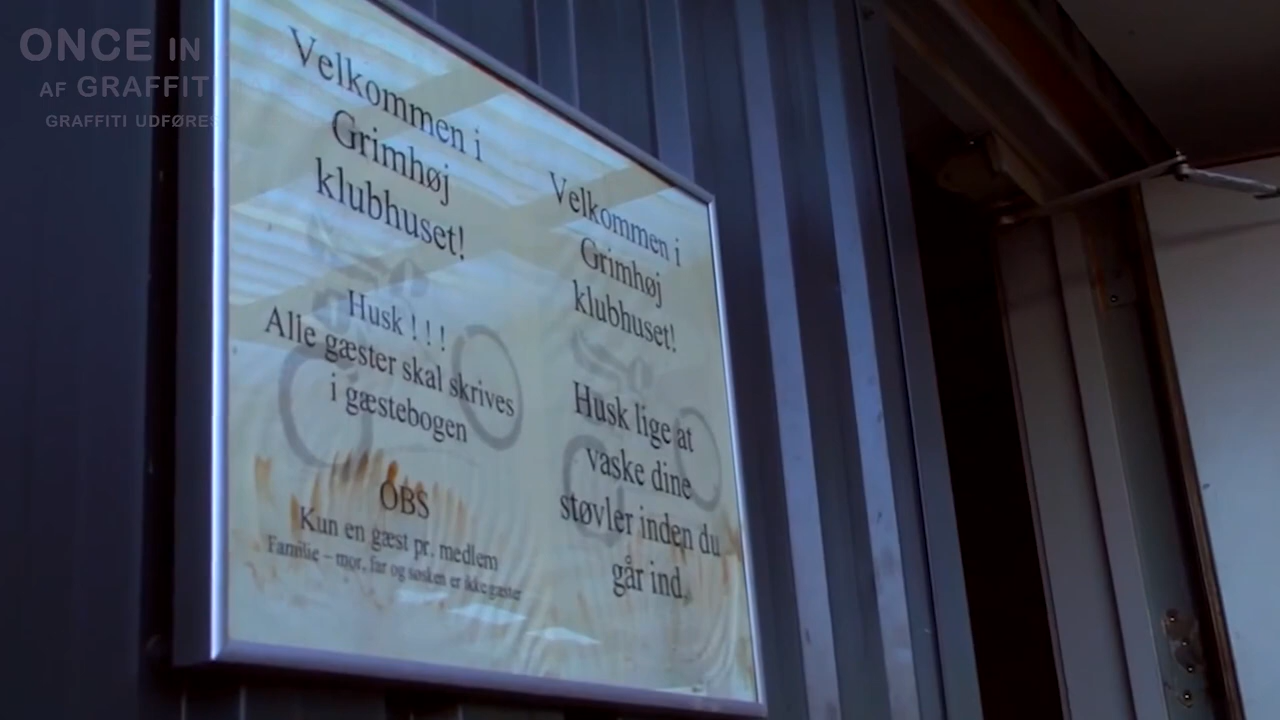 ONCE IN
AF GRAFFIT
GRAFFITI UDFØRES
Velkommen i
Grimhøj
klubhuset!
Husk ! ! !
Alle gæster skal skrives
i gæstebogen
OBS
Kun en gæst pr. medlem
Familie – mor, far og søsken er ikke gæster
Velkommen i
Grimhøj
klubhuset!
Husk lige at
vaske dine
støvler inden du
går ind.